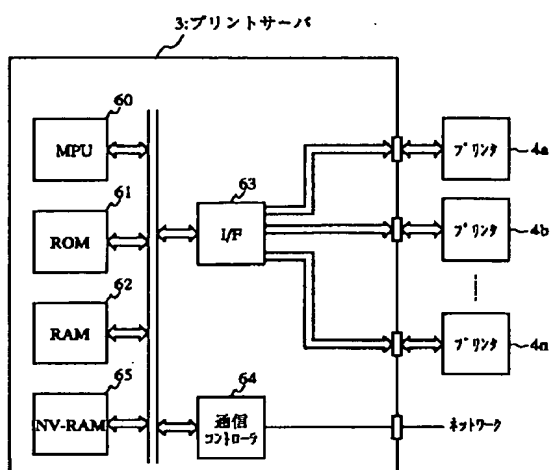 3:プリントサーバ
60
MPU
61
ROM
62
RAM
65
NV-RAM
63
I/F
64
通信
コントローラ
プリンタ
4a
プリンタ
4b
プリンタ
4n
ネットワーク